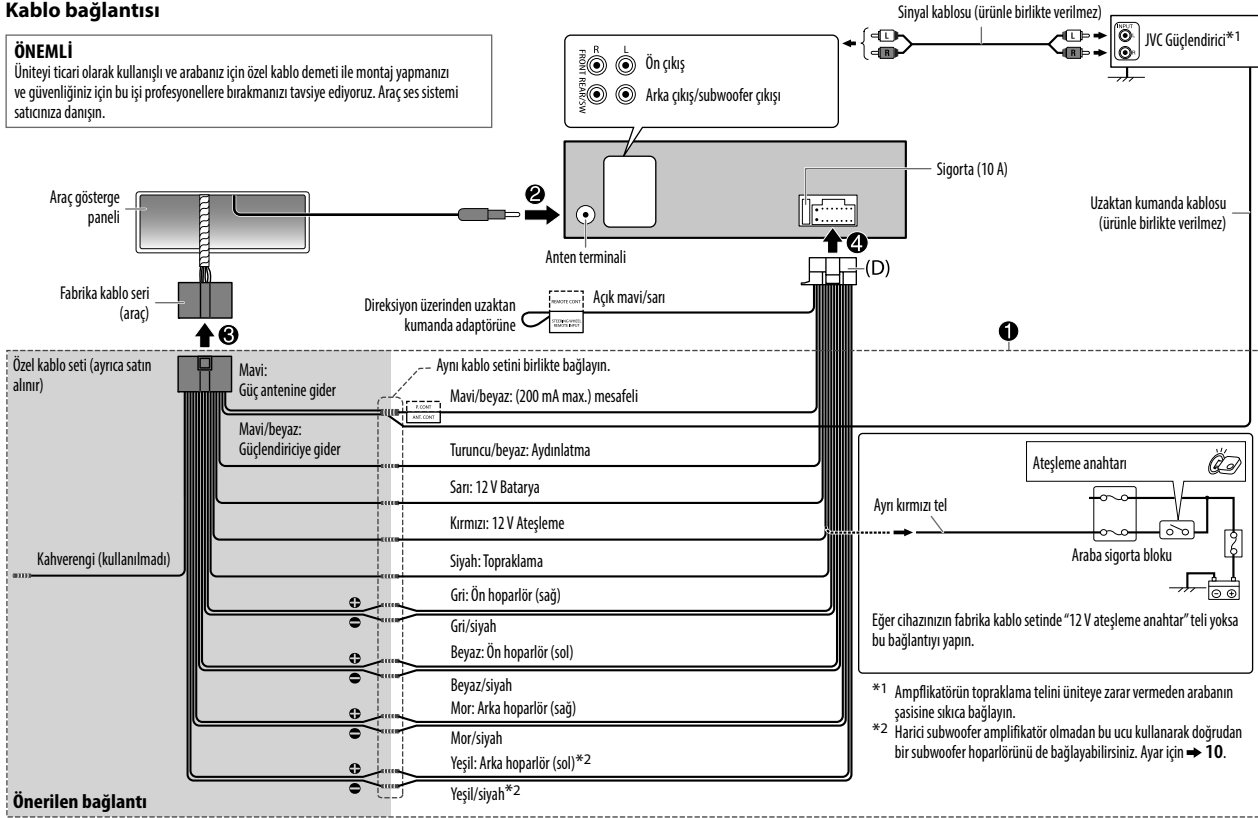 Kablo bağlantısı
ÖNEMLİ
Üniteyi ticari olarak kullanışlı ve arabanız için özel kablo demeti ile montaj yapmanızı
ve güvenliğiniz için bu işi profesyonellere bırakmanızı tavsiye ediyoruz. Araç ses sistemi
satıcınıza danışın.
Sinyal kablosu (ürünle birlikte verilmez)
R L
FRONT
REAR/SW
Ön çıkış
Arka çıkış/subwoofer çıkışı
L
R
L
R
INPUT
L
R
JVC Güçlendirici*1
Sigorta (10 A)
Uzaktan kumanda kablosu
(ürünle birlikte verilmez)
Araç gösterge
paneli
2
Anten terminali
4
(D)
Fabrika kablo seri
(araç)
3
Direksiyon üzerinden uzaktan
kumanda adaptörüne
REMOTE CONT
STEERING WHEEL
REMOTE INPUT
Açık mavi/sarı
1
Özel kablo seti (ayrıca satın
alınır)
Mavi:
Güç antenine gider
Mavi/beyaz:
Güçlendiriciye gider
Aynı kablo setini birlikte bağlayın.
P. CONT
ANT. CONT
Mavi/beyaz: (200 mA max.) mesafeli
Turuncu/beyaz: Aydınlatma
Sarı: 12 V Batarya
Kırmızı: 12 V Ateşleme
Kahverengi (kullanılmadı)
Siyah: Topraklama
Gri: Ön hoparlör (sağ)
Gri/siyah
Beyaz: Ön hoparlör (sol)
Beyaz/siyah
Mor: Arka hoparlör (sağ)
Mor/siyah
Yeşil: Arka hoparlör (sol)*2
Yeşil/siyah*2
Önerilen bağlantı
Ateşleme anahtarı
Ayrı kırmızı tel
Araba sigorta bloku
Eğer cihazınızın fabrika kablo setinde “12 V ateşleme anahtar” teli yoksa
bu bağlantıyı yapın.
*1 Ampflikatörün topraklama telini üniteye zarar vermeden arabanın
şasisine sıkıca bağlayın.
*2 Harici subwoofer amplifikatör olmadan bu ucu kullanarak doğrudan
bir subwoofer hoparlörünü de bağlayabilirsiniz. Ayar için ➡ 10.